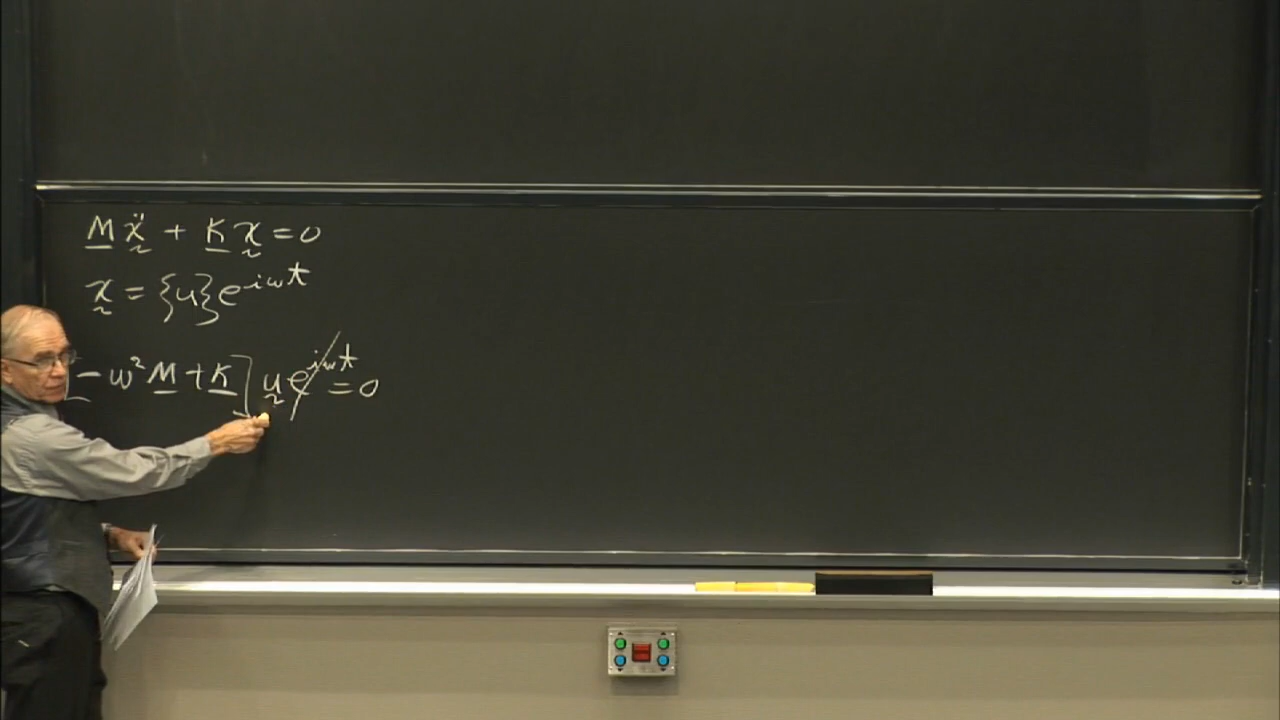 M ẍ + K x = 0
x = {u} e^{iωt}
[-ω² M + K] u e^{iωt} = 0